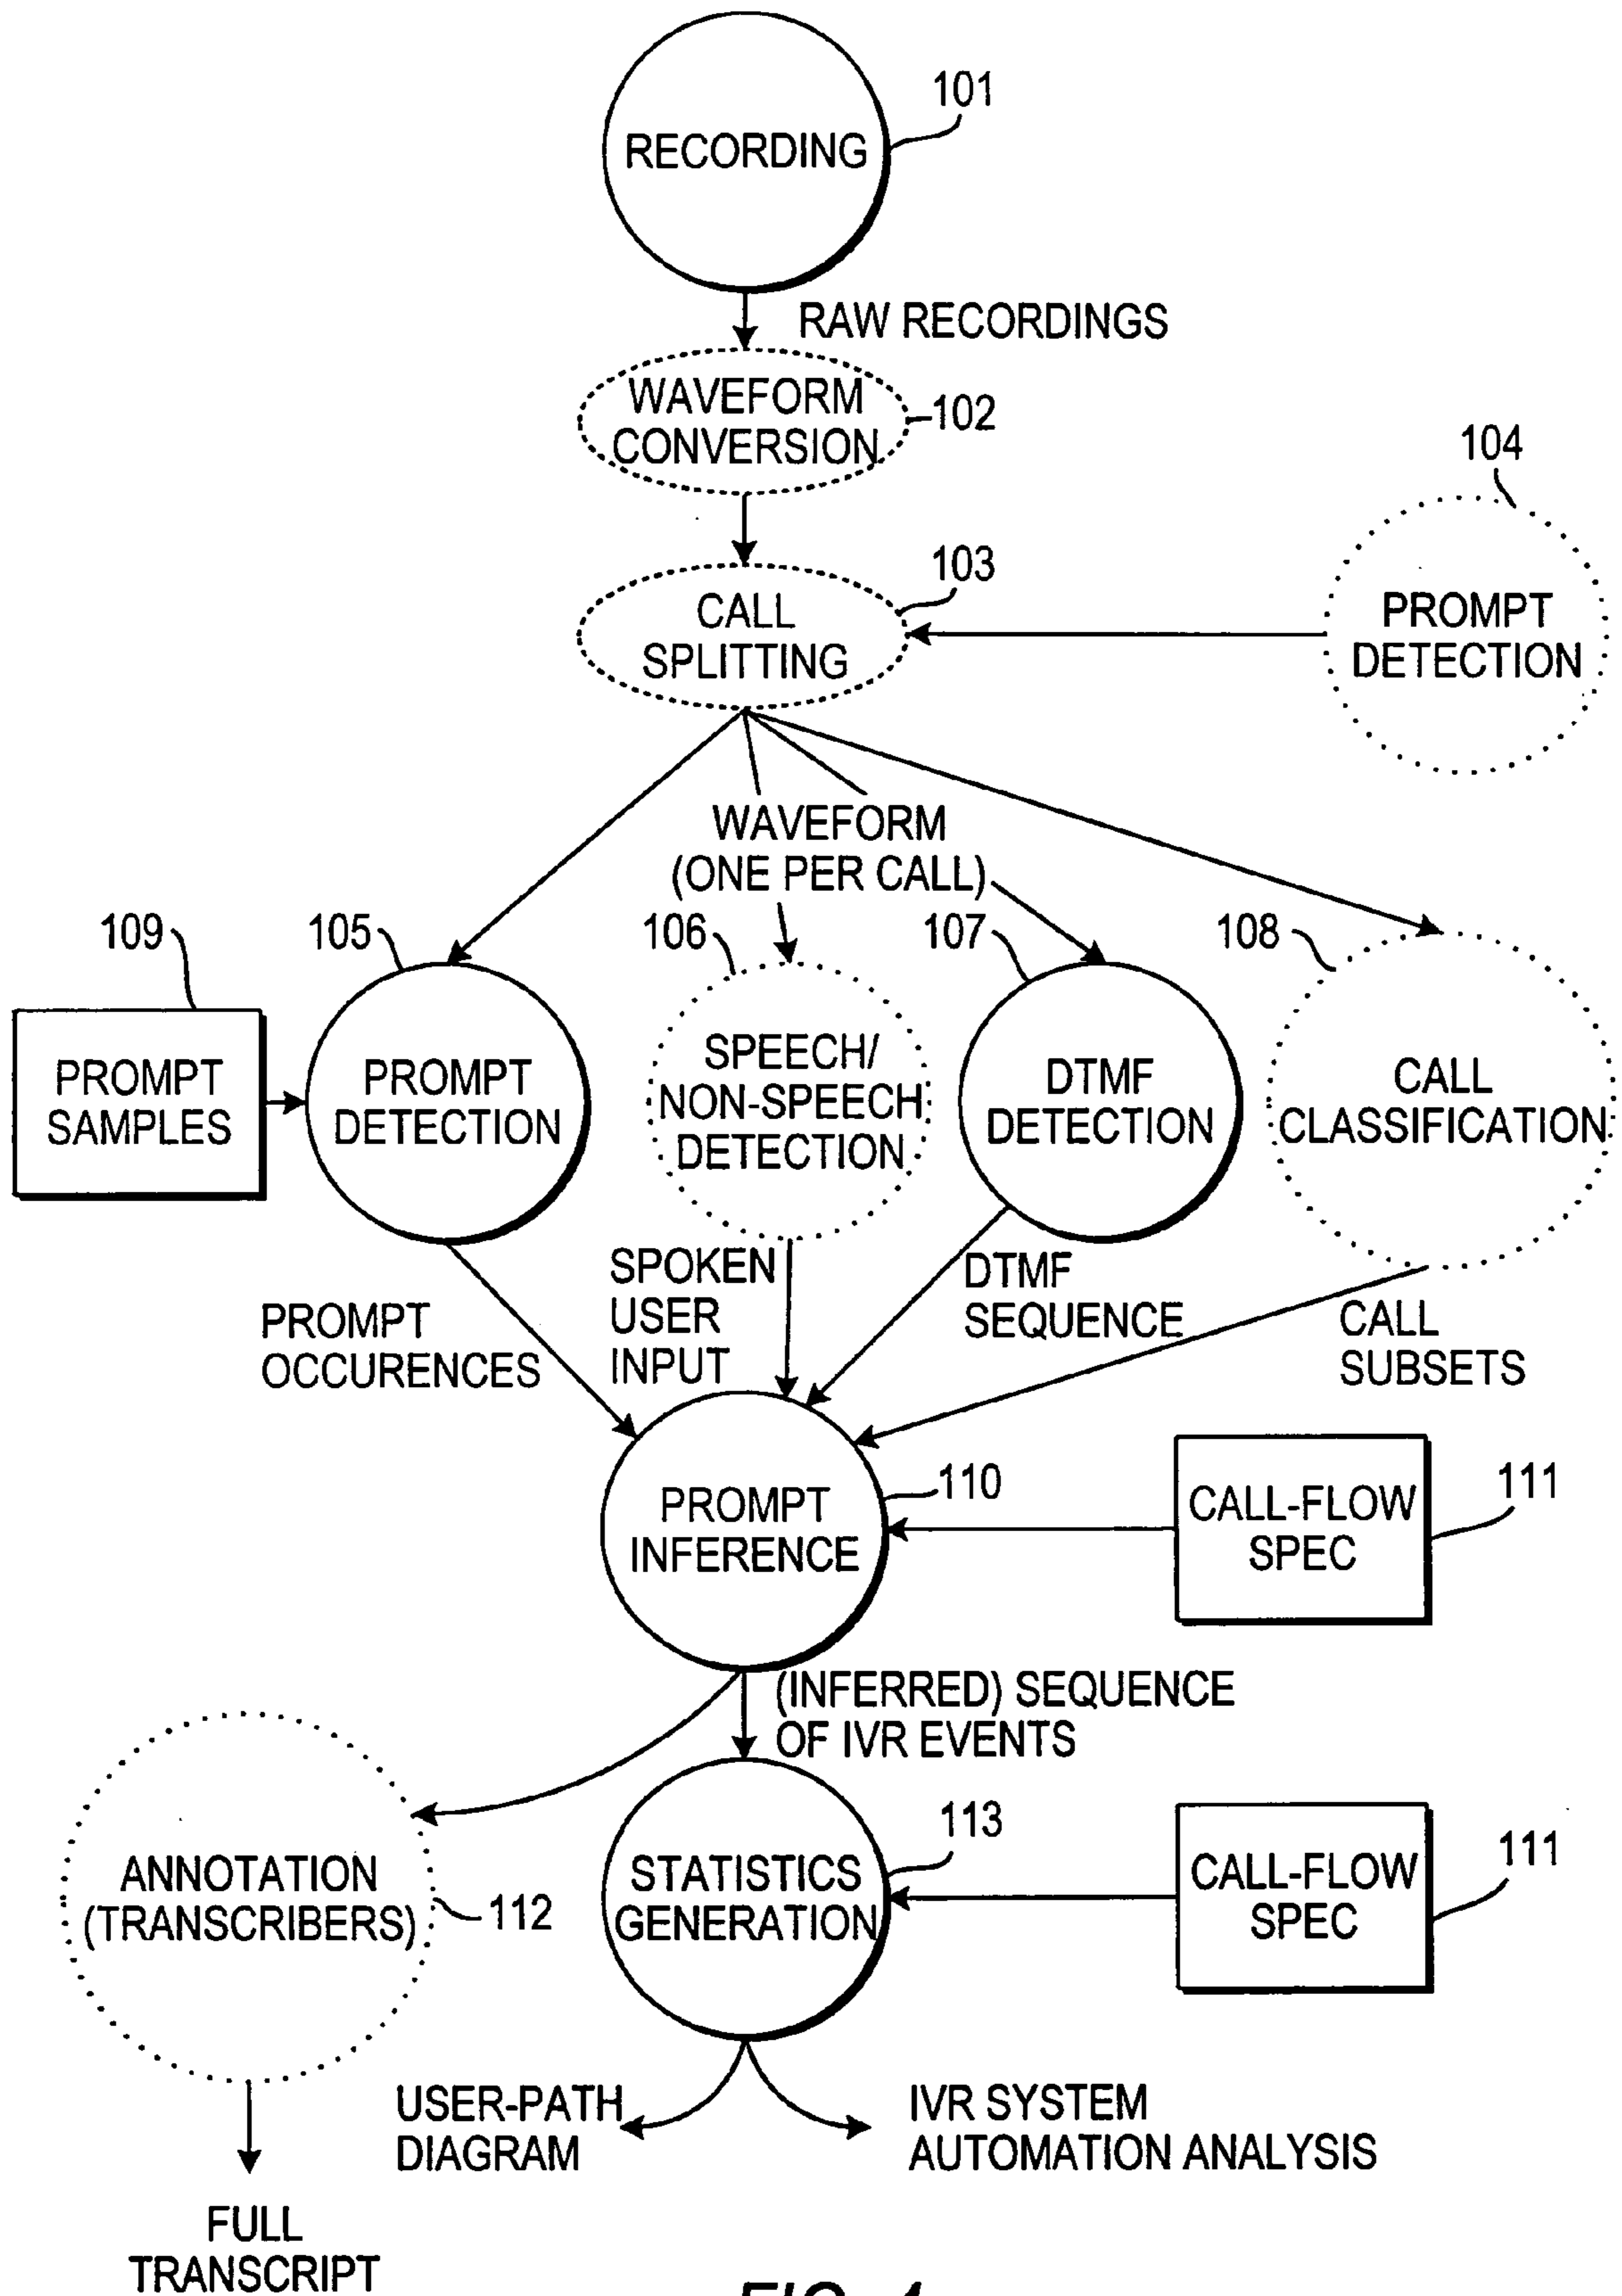 101
RECORDING
RAW RECORDINGS
WAVEFORM
CONVERSION
102
104
103
CALL
SPLITTING
PROMPT
DETECTION
WAVEFORM
(ONE PER CALL)
109
105
106
107
108
PROMPT
SAMPLES
PROMPT
DETECTION
SPEECH/
NON-SPEECH
DETECTION
DTMF
DETECTION
CALL
CLASSIFICATION
PROMPT
OCCURENCES
SPOKEN
USER
INPUT
DTMF
SEQUENCE
CALL
SUBSETS
110
PROMPT
INFERENCE
CALL-FLOW
SPEC
111
(INFERRED) SEQUENCE
OF IVR EVENTS
ANNOTATION
(TRANSCRIBERS)
112
113
STATISTICS
GENERATION
CALL-FLOW
SPEC
111
USER-PATH
DIAGRAM
IVR SYSTEM
AUTOMATION ANALYSIS
FULL
TRANSCRIPT